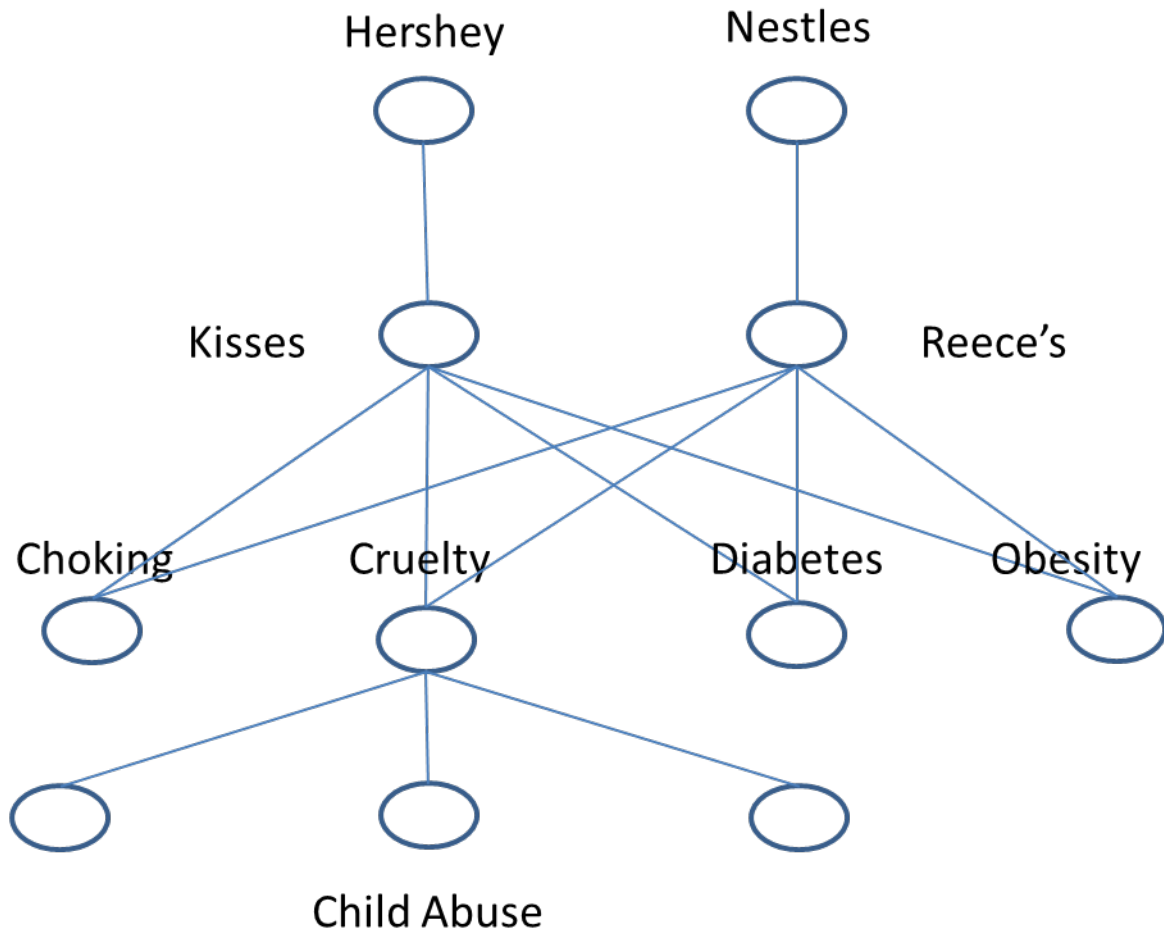 Hershey
Nestles
Kisses
Reece’s
Choking
Cruelty
Diabetes
Obesity
Child Abuse